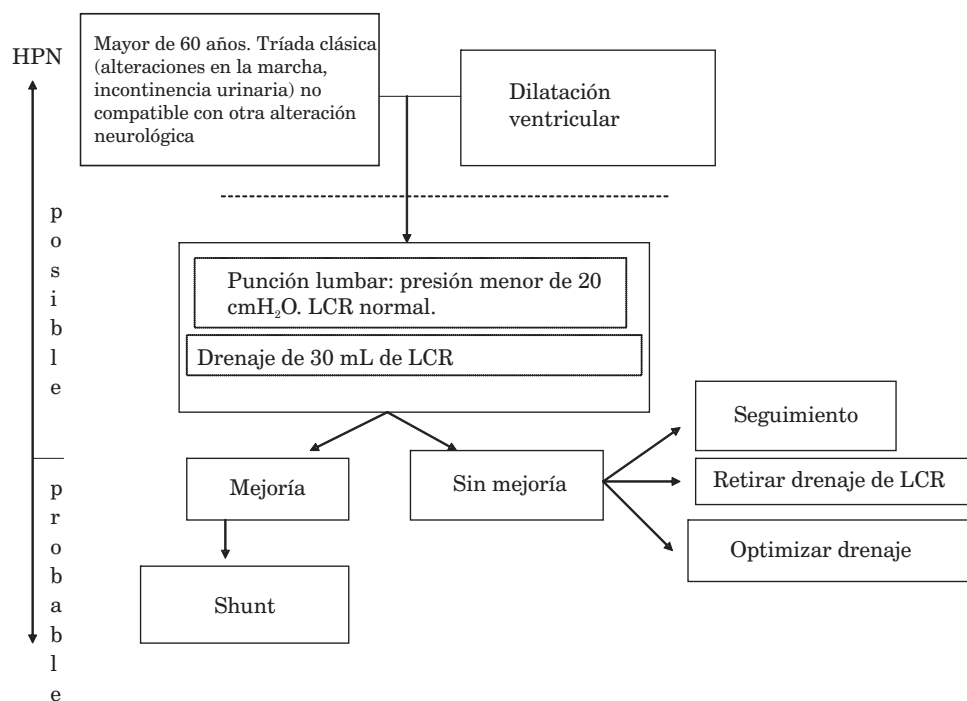 HPN
Mayor de 60 años. Tríada clásica
(alteraciones en la marcha,
incontinencia urinaria) no
compatible con otra alteración
neurológica
Dilatación
ventricular
posible
Punción lumbar: presión menor de 20
cmH₂O. LCR normal.
Drenaje de 30 mL de LCR
Mejoría
Sin mejoría
Seguimiento
Retirar drenaje de LCR
Optimizar drenaje
Shunt
probable